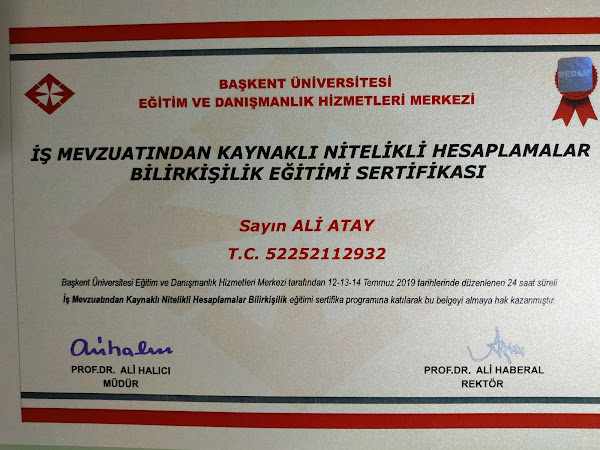 BAŞKENT ÜNİVERSİTESİ
EĞİTİM VE DANIŞMANLIK HİZMETLERİ MERKEZİ
BEDAM
İŞ MEVZUATINDAN KAYNAKLI NİTELİKLİ HESAPLAMALAR
BİLİRKİŞİLİK EĞİTİMİ SERTİFİKASI
Sayın ALİ ATAY
T.C. 52252112932
Başkent Üniversitesi Eğitim ve Danışmanlık Hizmetleri Merkezi tarafından 12-13-14 Temmuz 2019 tarihlerinde düzenlenen 24 saat süreli
İş Mevzuatından Kaynaklı Nitelikli Hesaplamalar Bilirkişilik eğitimi sertifika programına katılarak bu belgeyi almaya hak kazanmıştır.
PROF.DR. ALİ HALICI
MÜDÜR
PROF.DR. ALİ HABERAL
REKTÖR